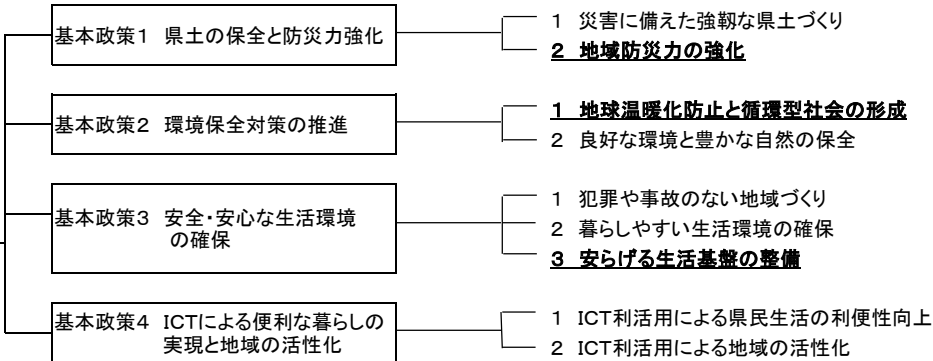 基本政策1 県土の保全と防災力強化
1 災害に備えた強靱な県土づくり
2 地域防災力の強化
基本政策2 環境保全対策の推進
1 地球温暖化防止と循環型社会の形成
2 良好な環境と豊かな自然の保全
基本政策3 安全・安心な生活環境
の確保
1 犯罪や事故のない地域づくり
2 暮らしやすい生活環境の確保
3 安らげる生活基盤の整備
基本政策4 ICTによる便利な暮らしの
実現と地域の活性化
1 ICT利活用による県民生活の利便性向上
2 ICT利活用による地域の活性化